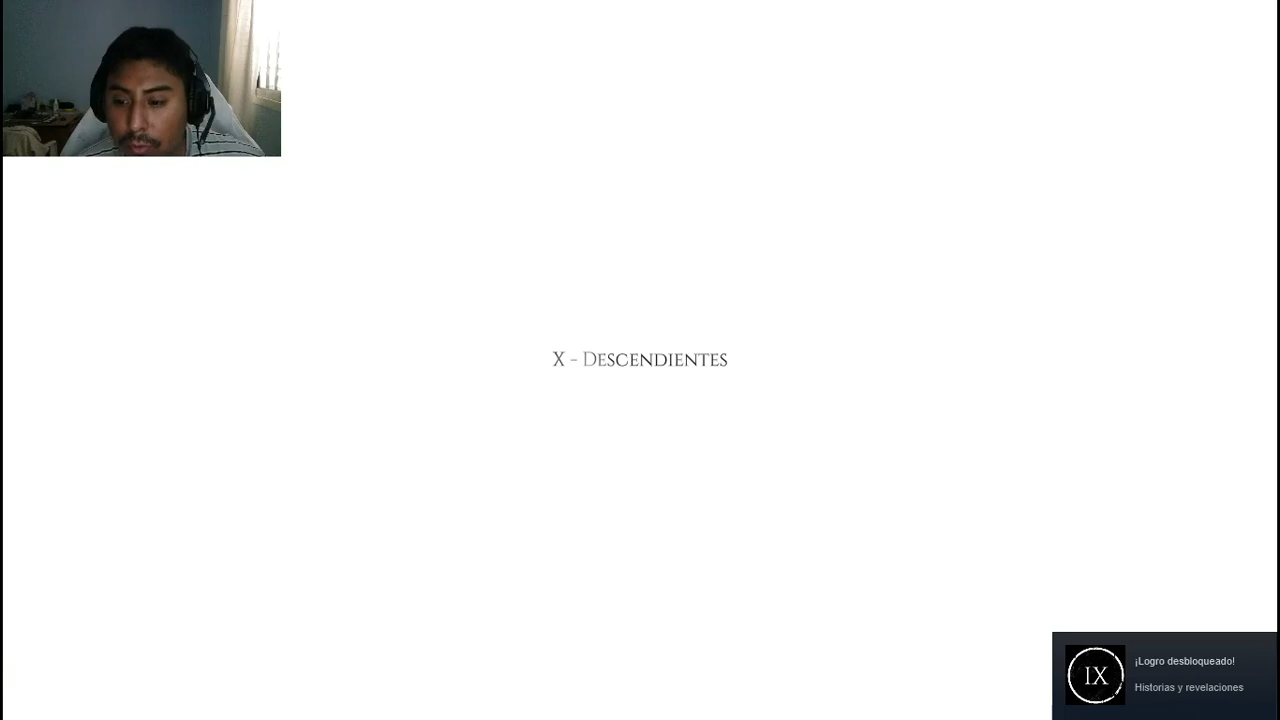 X - Descendientes
IX
¡Logro desbloqueado!
Historias y revelaciones